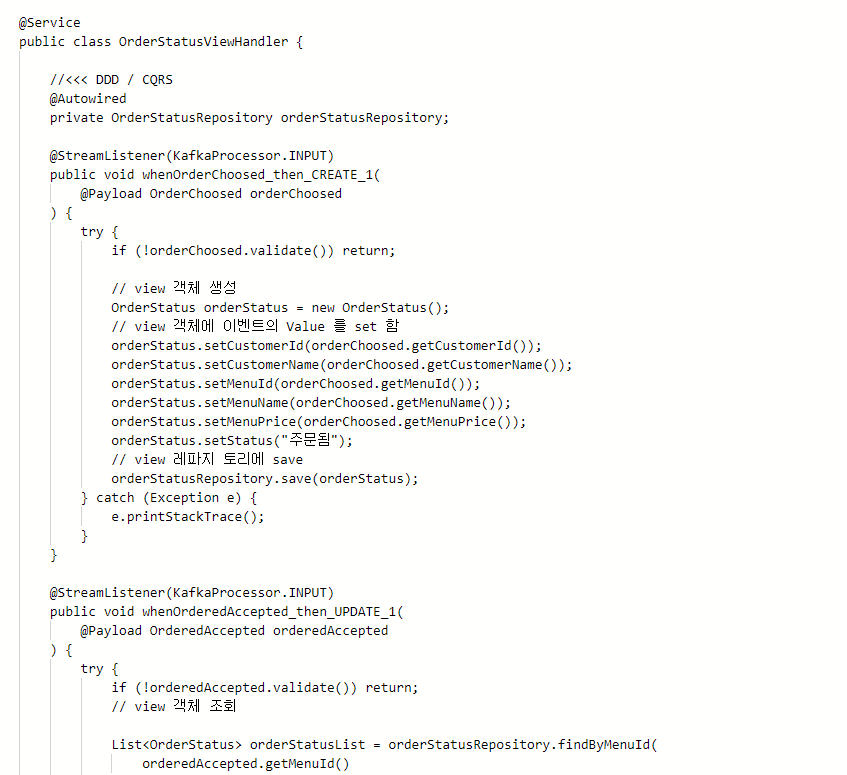 @Service
public class OrderStatusViewHandler {
//<<< DDD / CQRS
@Autowired
private OrderStatusRepository orderStatusRepository;
@StreamListener(KafkaProcessor.INPUT)
public void whenOrderChoosed_then_CREATE_1(
@Payload OrderChoosed orderChoosed
) {
try {
if (!orderChoosed.validate()) return;
// view 객체 생성
OrderStatus orderStatus = new OrderStatus();
// view 객체에 이벤트의 Value 를 set 함
orderStatus.setCustomerId(orderChoosed.getCustomerId());
orderStatus.setCustomerName(orderChoosed.getCustomerName());
orderStatus.setMenuId(orderChoosed.getMenuId());
orderStatus.setMenuName(orderChoosed.getMenuName());
orderStatus.setMenuPrice(orderChoosed.getMenuPrice());
orderStatus.setStatus("주문됨");
// view 레파지 토리에 save
orderStatusRepository.save(orderStatus);
} catch (Exception e) {
e.printStackTrace();
}
}
@StreamListener(KafkaProcessor.INPUT)
public void whenOrderedAccepted_then_UPDATE_1(
@Payload OrderedAccepted orderedAccepted
) {
try {
if (!orderedAccepted.validate()) return;
// view 객체 조회
List<OrderStatus> orderStatusList = orderStatusRepository.findByMenuId(
orderedAccepted.getMenuId()